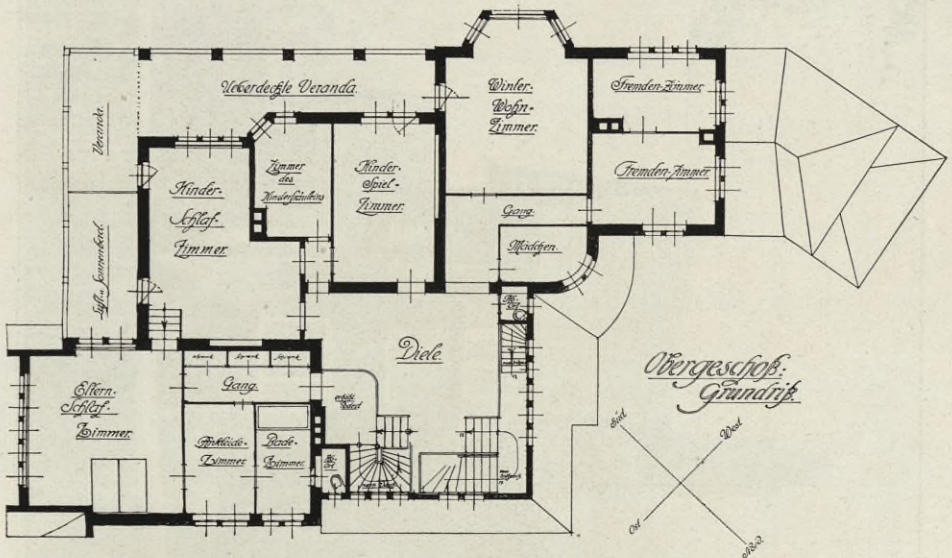 Ueberdeckte Veranda.
Winter-
Wohn-
Zimmer.
Fremden-Zimmer.
Fremden-Zimmer.
Veranda.
Luft u. Sonnenbad.
Kinder-
Schlaf-
Zimmer.
Zimmer
des
Kinderfräuleins
Kinder
Spiel-
Zimmer.
Gang.
Mädchen.
Diele.
Eltern-
Schlaf-
Zimmer.
Gang.
Ankleide-
Zimmer
Bade-
Zimmer.
Obergeschoß:
Grundriß.
Süd
West
Ost
Nord.